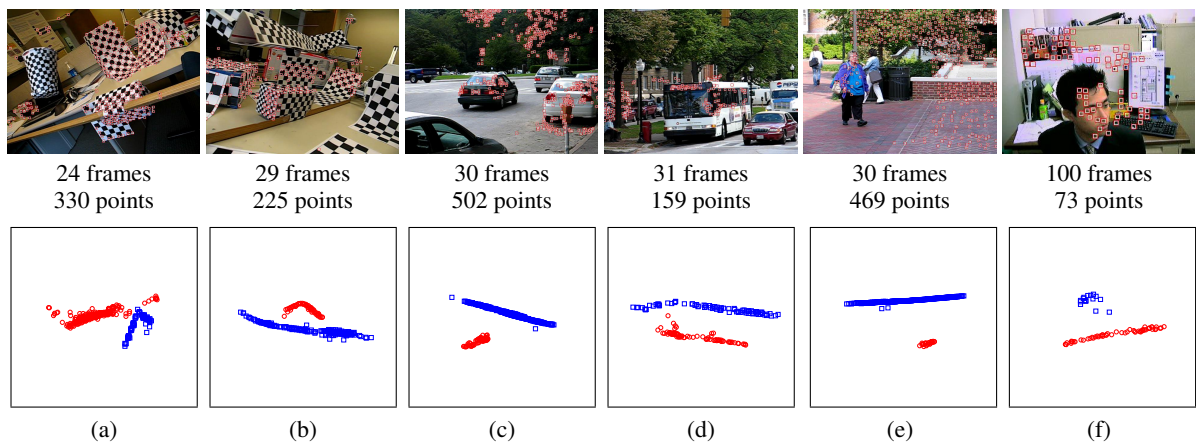 24 frames 29 frames 30 frames 31 frames 30 frames 100 frames
330 points 225 points 502 points 159 points 469 points 73 points
(a) (b) (c) (d) (e) (f)